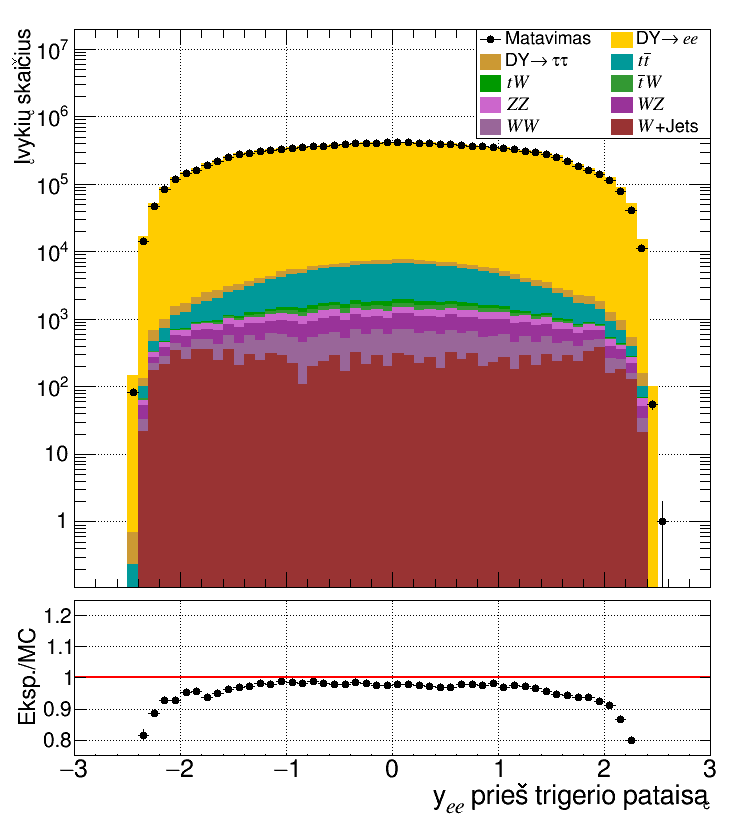 Įvykių skaičius
10⁷
10⁶
10⁵
10⁴
10³
10²
10
1
Matavimas DY→ ee
DY→ ττ tt̄
tW t̄W
ZZ WZ
WW W+Jets
Eksp./MC
1.2
1.1
1
0.9
0.8
−3 −2 −1 0 1 2 3
y_ee prieš trigerio pataisą